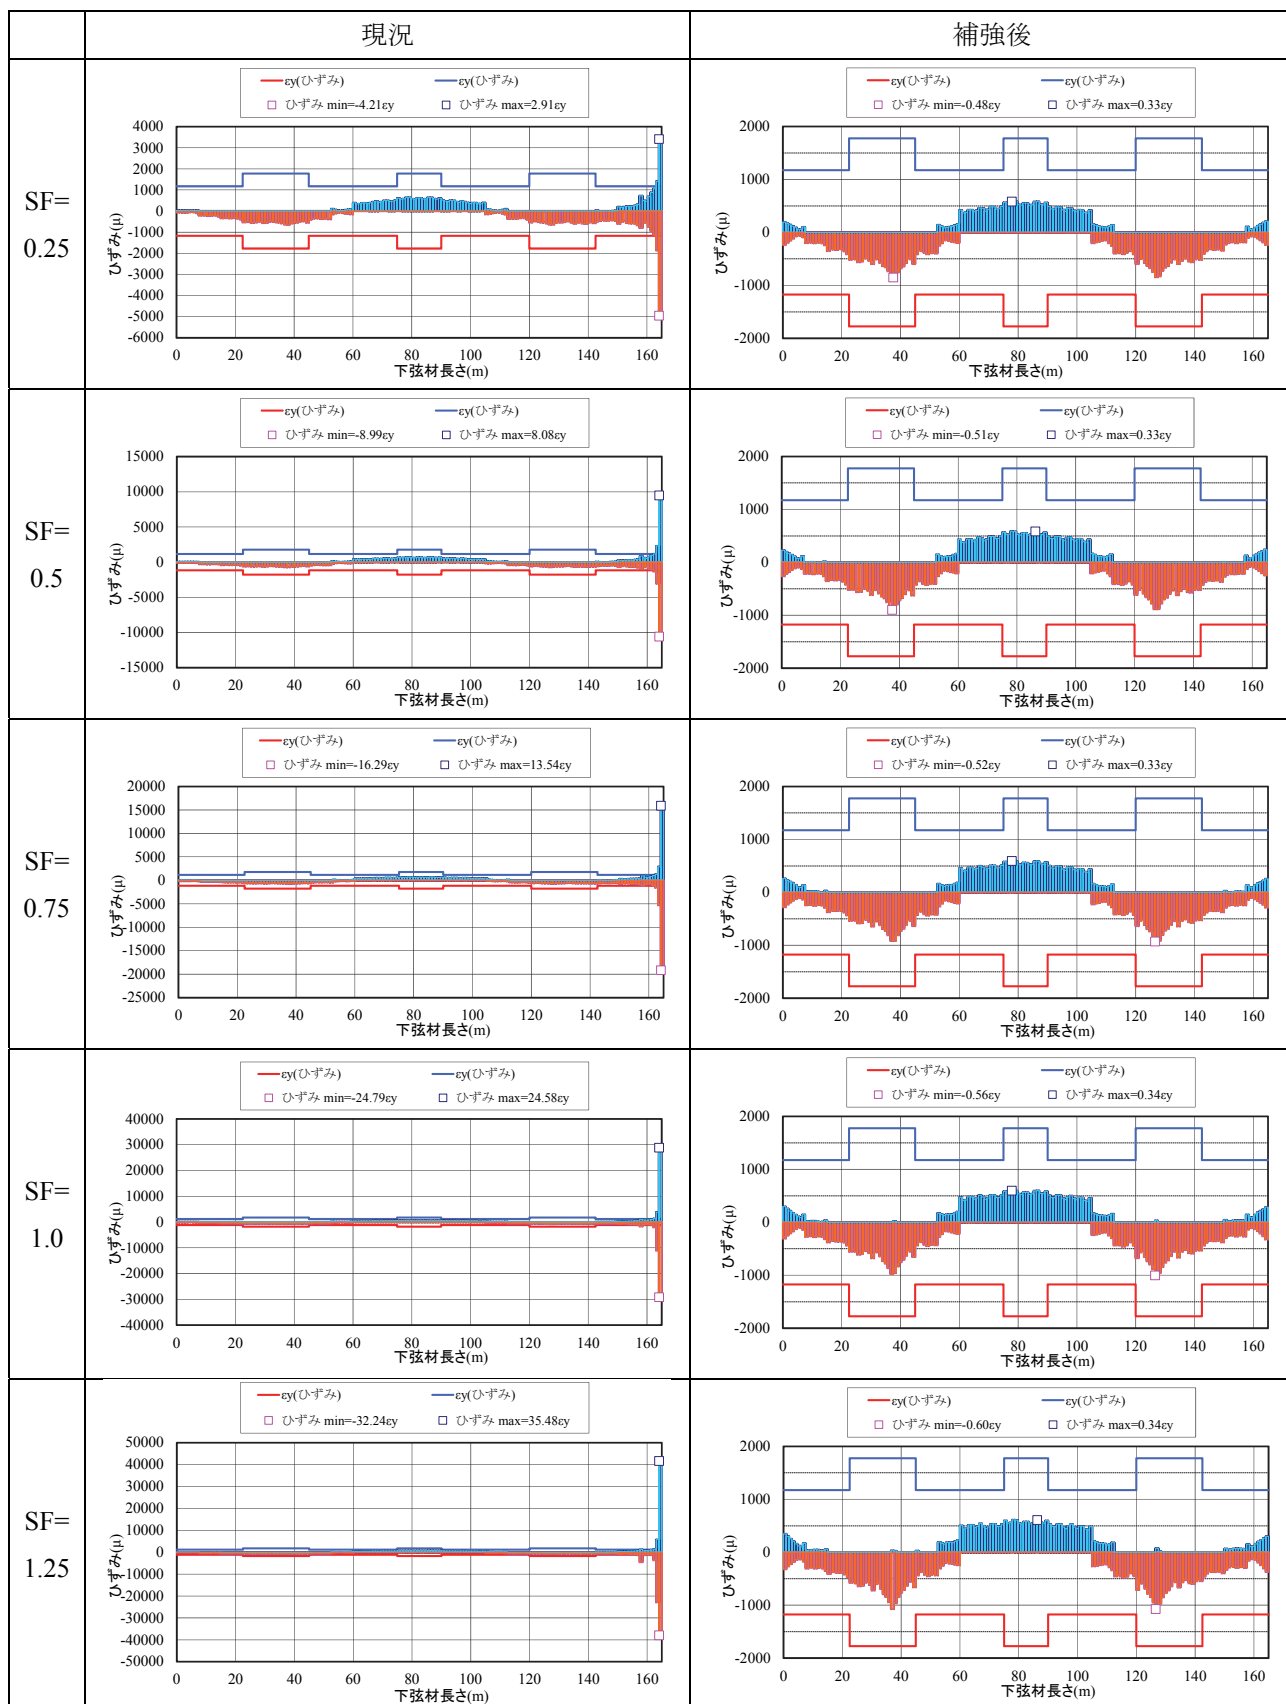 現況
補強後
SF=
0.25
εy(ひずみ) εy(ひずみ)
ひずみ min=-4.21εy ひずみ max=2.91εy
4000
3000
2000
1000
0
-1000
-2000
-3000
-4000
-5000
-6000
ひずみ(μ)
0 20 40 60 80 100 120 140 160
下弦材長さ(m)
εy(ひずみ) εy(ひずみ)
ひずみ min=-0.48εy ひずみ max=0.33εy
2000
1000
0
-1000
-2000
ひずみ(μ)
0 20 40 60 80 100 120 140 160
下弦材長さ(m)
SF=
0.5
εy(ひずみ) εy(ひずみ)
ひずみ min=-8.99εy ひずみ max=8.08εy
15000
10000
5000
0
-5000
-10000
-15000
ひずみ(μ)
0 20 40 60 80 100 120 140 160
下弦材長さ(m)
εy(ひずみ) εy(ひずみ)
ひずみ min=-0.51εy ひずみ max=0.33εy
2000
1000
0
-1000
-2000
ひずみ(μ)
0 20 40 60 80 100 120 140 160
下弦材長さ(m)
SF=
0.75
εy(ひずみ) εy(ひずみ)
ひずみ min=-16.29εy ひずみ max=13.54εy
20000
15000
10000
5000
0
-5000
-10000
-15000
-20000
-25000
ひずみ(μ)
0 20 40 60 80 100 120 140 160
下弦材長さ(m)
εy(ひずみ) εy(ひずみ)
ひずみ min=-0.52εy ひずみ max=0.33εy
2000
1000
0
-1000
-2000
ひずみ(μ)
0 20 40 60 80 100 120 140 160
下弦材長さ(m)
SF=
1.0
εy(ひずみ) εy(ひずみ)
ひずみ min=-24.79εy ひずみ max=24.58εy
40000
30000
20000
10000
0
-10000
-20000
-30000
-40000
ひずみ(μ)
0 20 40 60 80 100 120 140 160
下弦材長さ(m)
εy(ひずみ) εy(ひずみ)
ひずみ min=-0.56εy ひずみ max=0.34εy
2000
1000
0
-1000
-2000
ひずみ(μ)
0 20 40 60 80 100 120 140 160
下弦材長さ(m)
SF=
1.25
εy(ひずみ) εy(ひずみ)
ひずみ min=-32.24εy ひずみ max=35.48εy
50000
40000
30000
20000
10000
0
-10000
-20000
-30000
-40000
-50000
ひずみ(μ)
0 20 40 60 80 100 120 140 160
下弦材長さ(m)
εy(ひずみ) εy(ひずみ)
ひずみ min=-0.60εy ひずみ max=0.34εy
2000
1000
0
-1000
-2000
ひずみ(μ)
0 20 40 60 80 100 120 140 160
下弦材長さ(m)